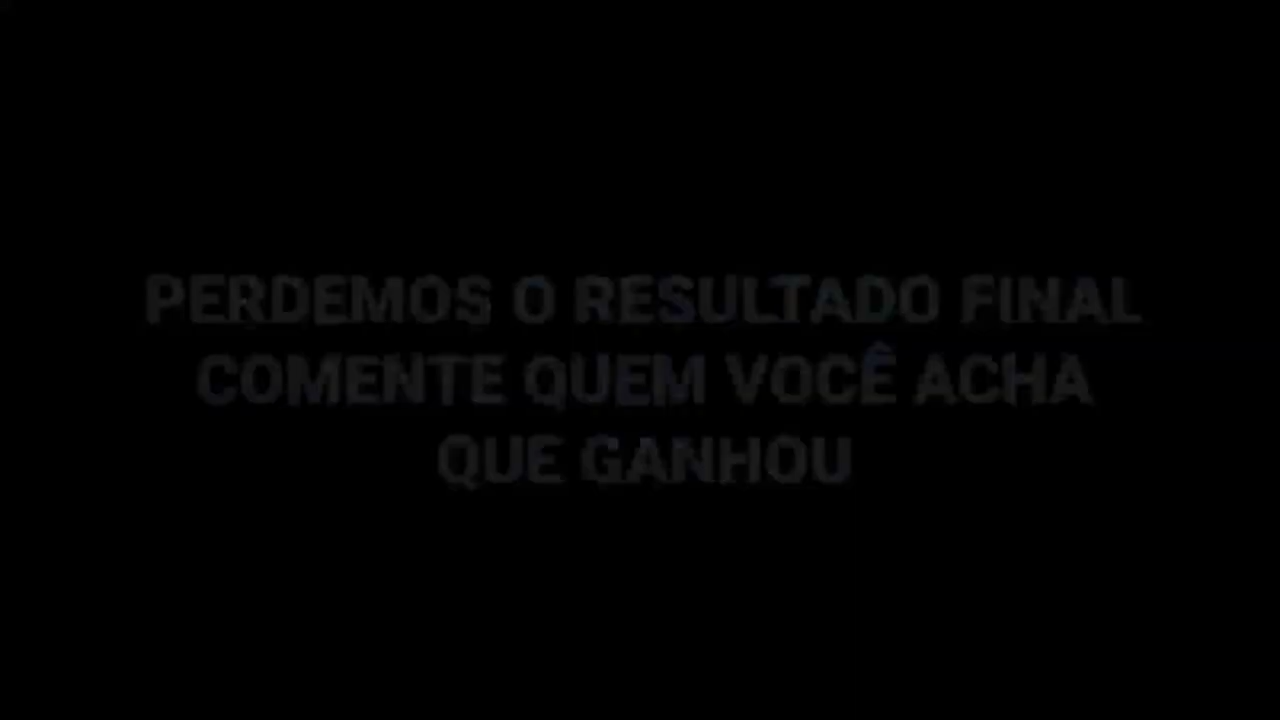 PERDEMOS O RESULTADO FINAL
COMENTE QUEM VOCÊ ACHA
QUE GANHOU